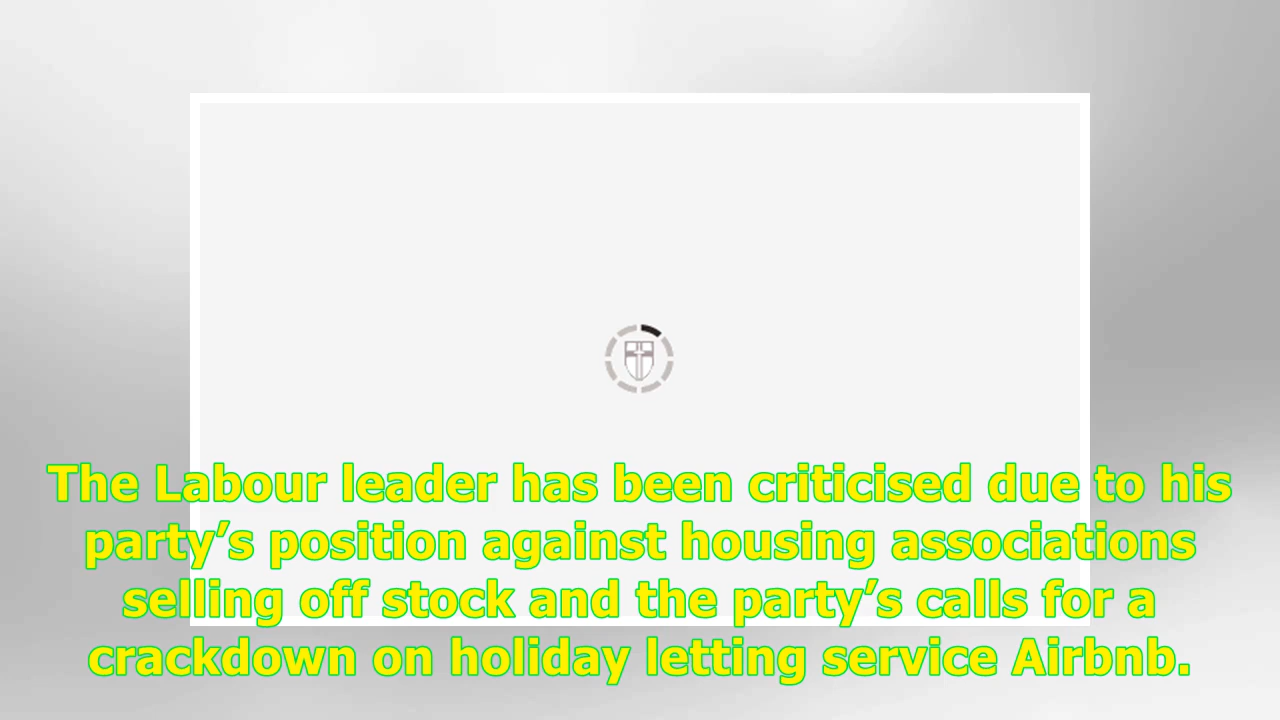 The Labour leader has been criticised due to his
party’s position against housing associations
selling off stock and the party’s calls for a
crackdown on holiday letting service Airbnb.